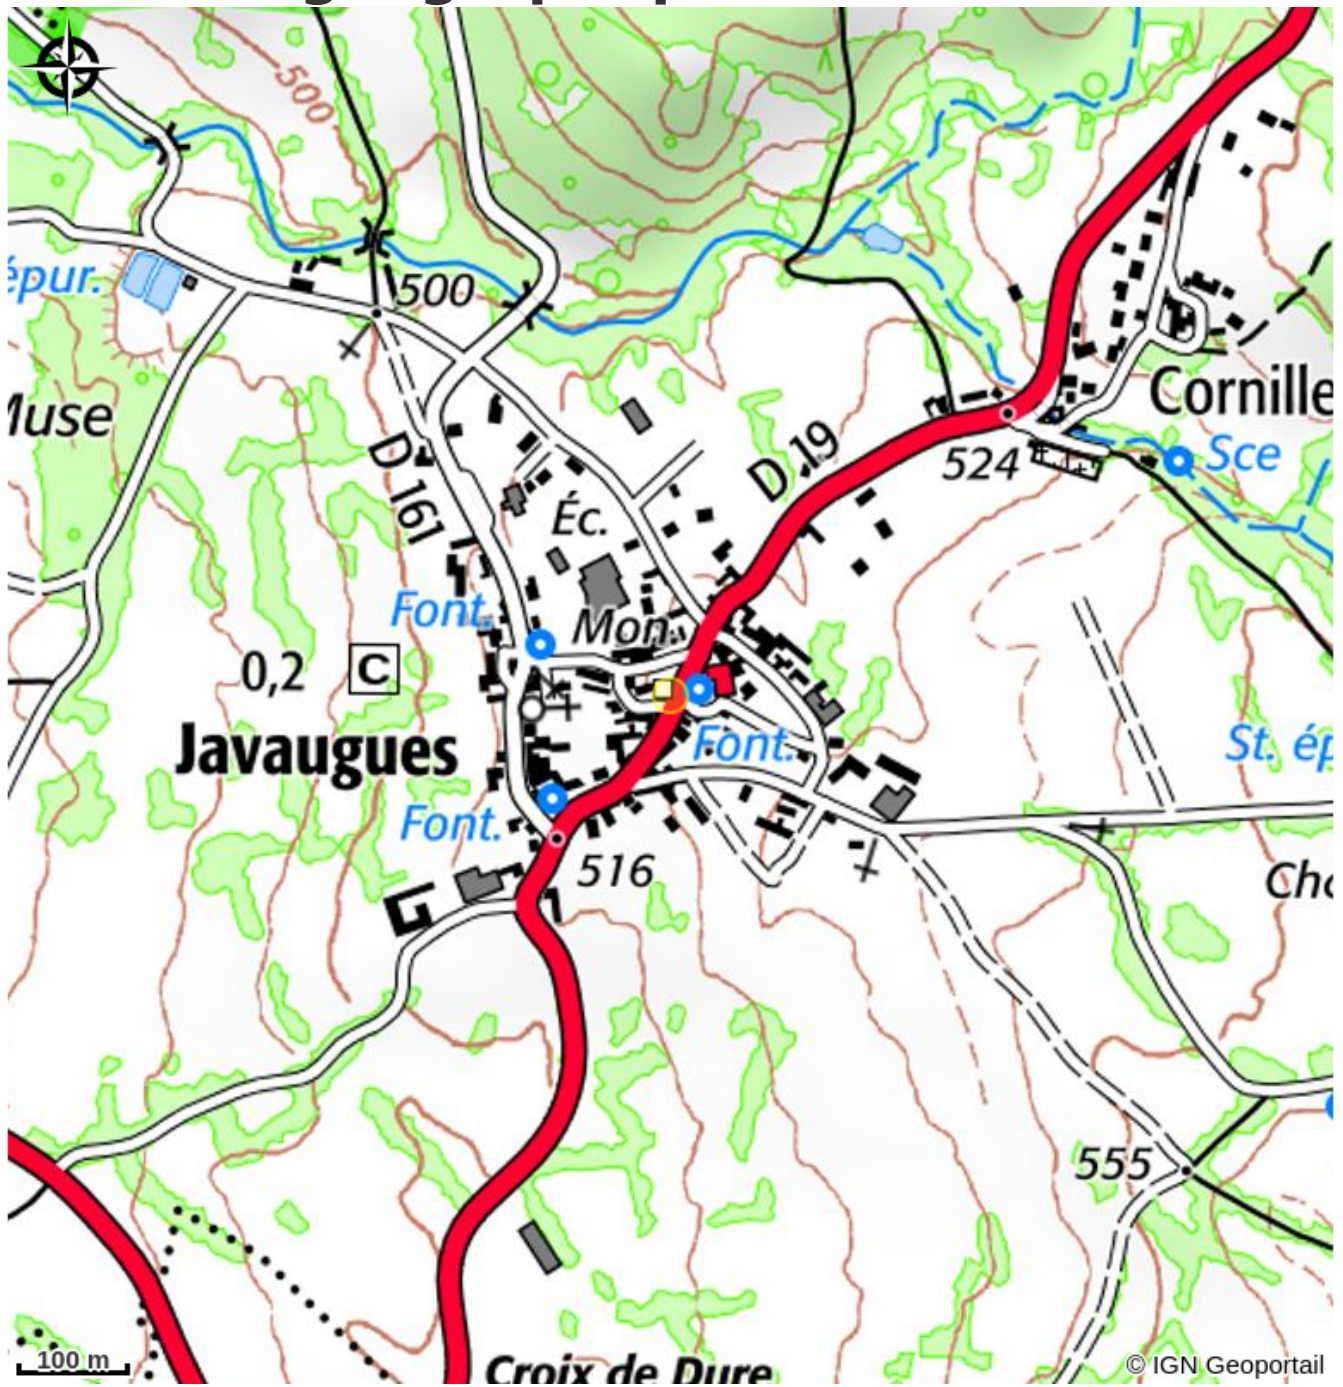 500
épur.
500
Muse
Cornille
D 161
D 19
524
Sce
Éc.
Font.
Mon.
0,2 C
Javaugues
Font.
St. ép
Font.
516
Cho
555
100 m
Croix de Dure
© IGN Geoportail